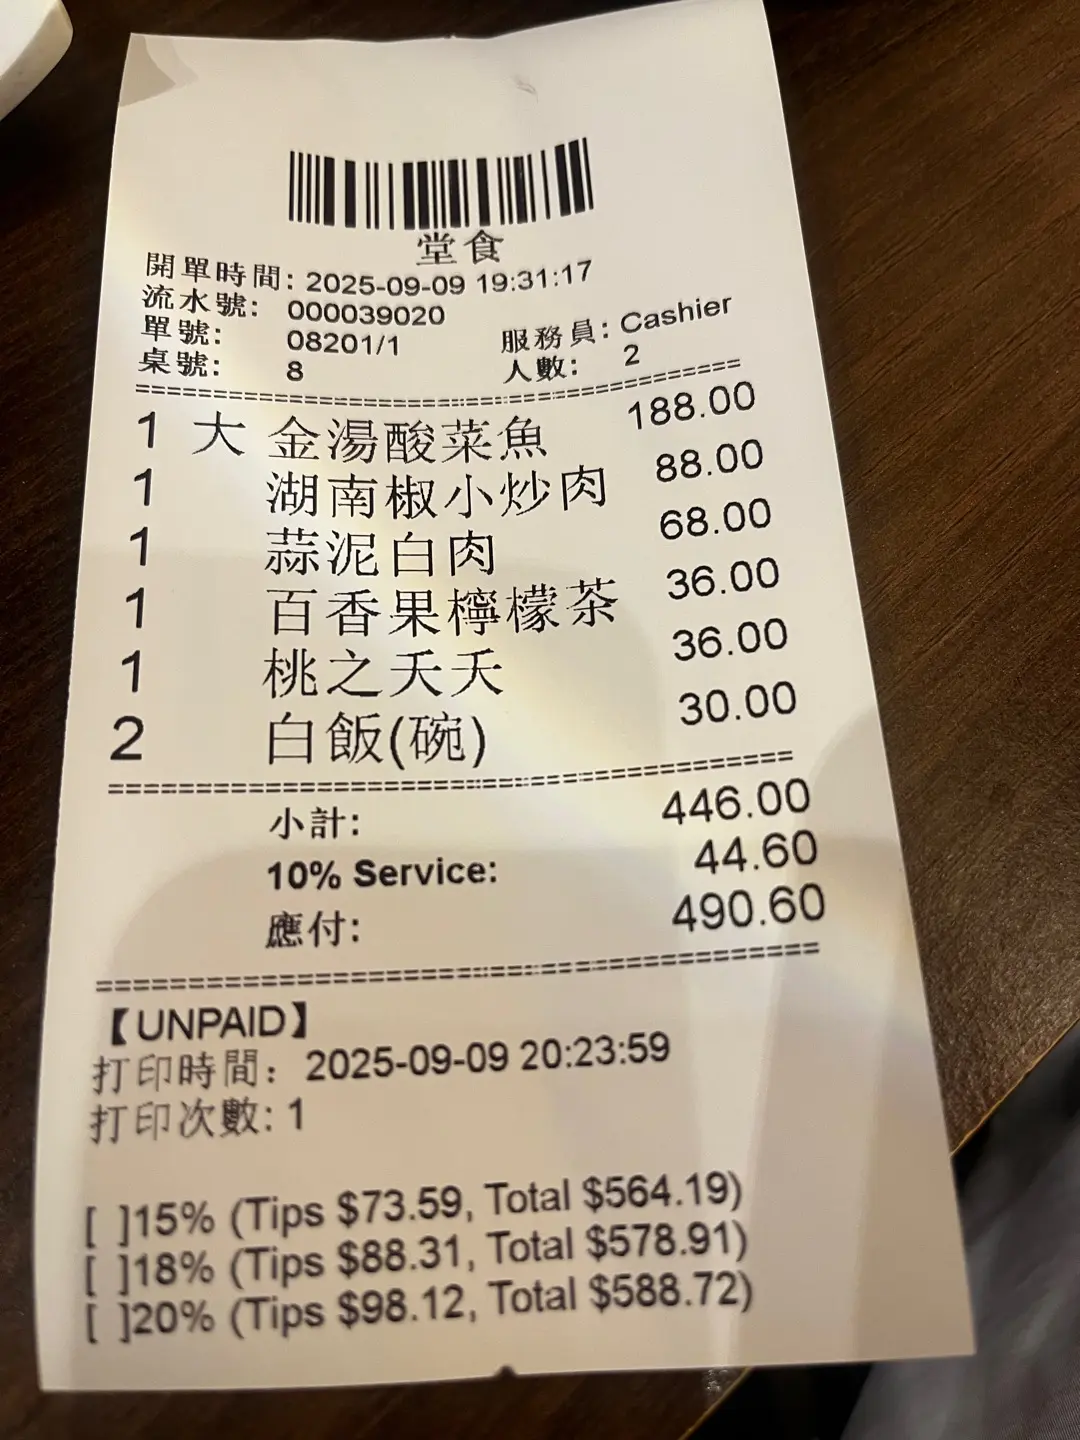 堂食
開單時間: 2025-09-09 19:31:17
流水號: 000039020
單號: 08201/1 服務員: Cashier
桌號: 8 人數: 2
1 大 金湯酸菜魚 188.00
1 湖南椒小炒肉 88.00
1 蒜泥白肉 68.00
1 百香果檸檬茶 36.00
1 桃之夭夭 36.00
2 白飯(碗) 30.00
小計: 446.00
10% Service: 44.60
應付: 490.60
【UNPAID】
打印時間: 2025-09-09 20:23:59
打印次數: 1
[ ]15% (Tips $73.59, Total $564.19)
[ ]18% (Tips $88.31, Total $578.91)
[ ]20% (Tips $98.12, Total $588.72)